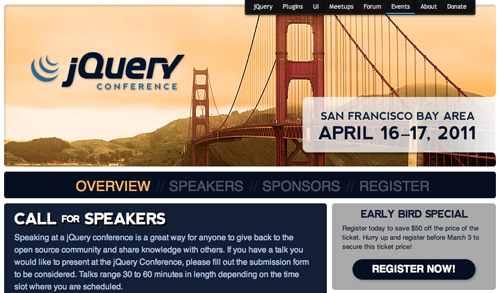 jQuery Plugins UI Meetups Forum Events About Donate
jQuery
CONFERENCE
SAN FRANCISCO BAY AREA
APRIL 16–17, 2011
OVERVIEW // SPEAKERS // SPONSORS // REGISTER
CALL FOR SPEAKERS
Speaking at a jQuery conference is a great way for anyone to give back to the
open source community and share knowledge with others. If you have a talk you
would like to present at the jQuery Conference, please fill out the submission form
to be considered. Talks range 30 to 60 minutes in length depending on the time
slot where you are scheduled.
EARLY BIRD SPECIAL
Register today to save $50 off the price of the
ticket. Hurry up and register before March 3 to
secure this ticket price!
REGISTER NOW!